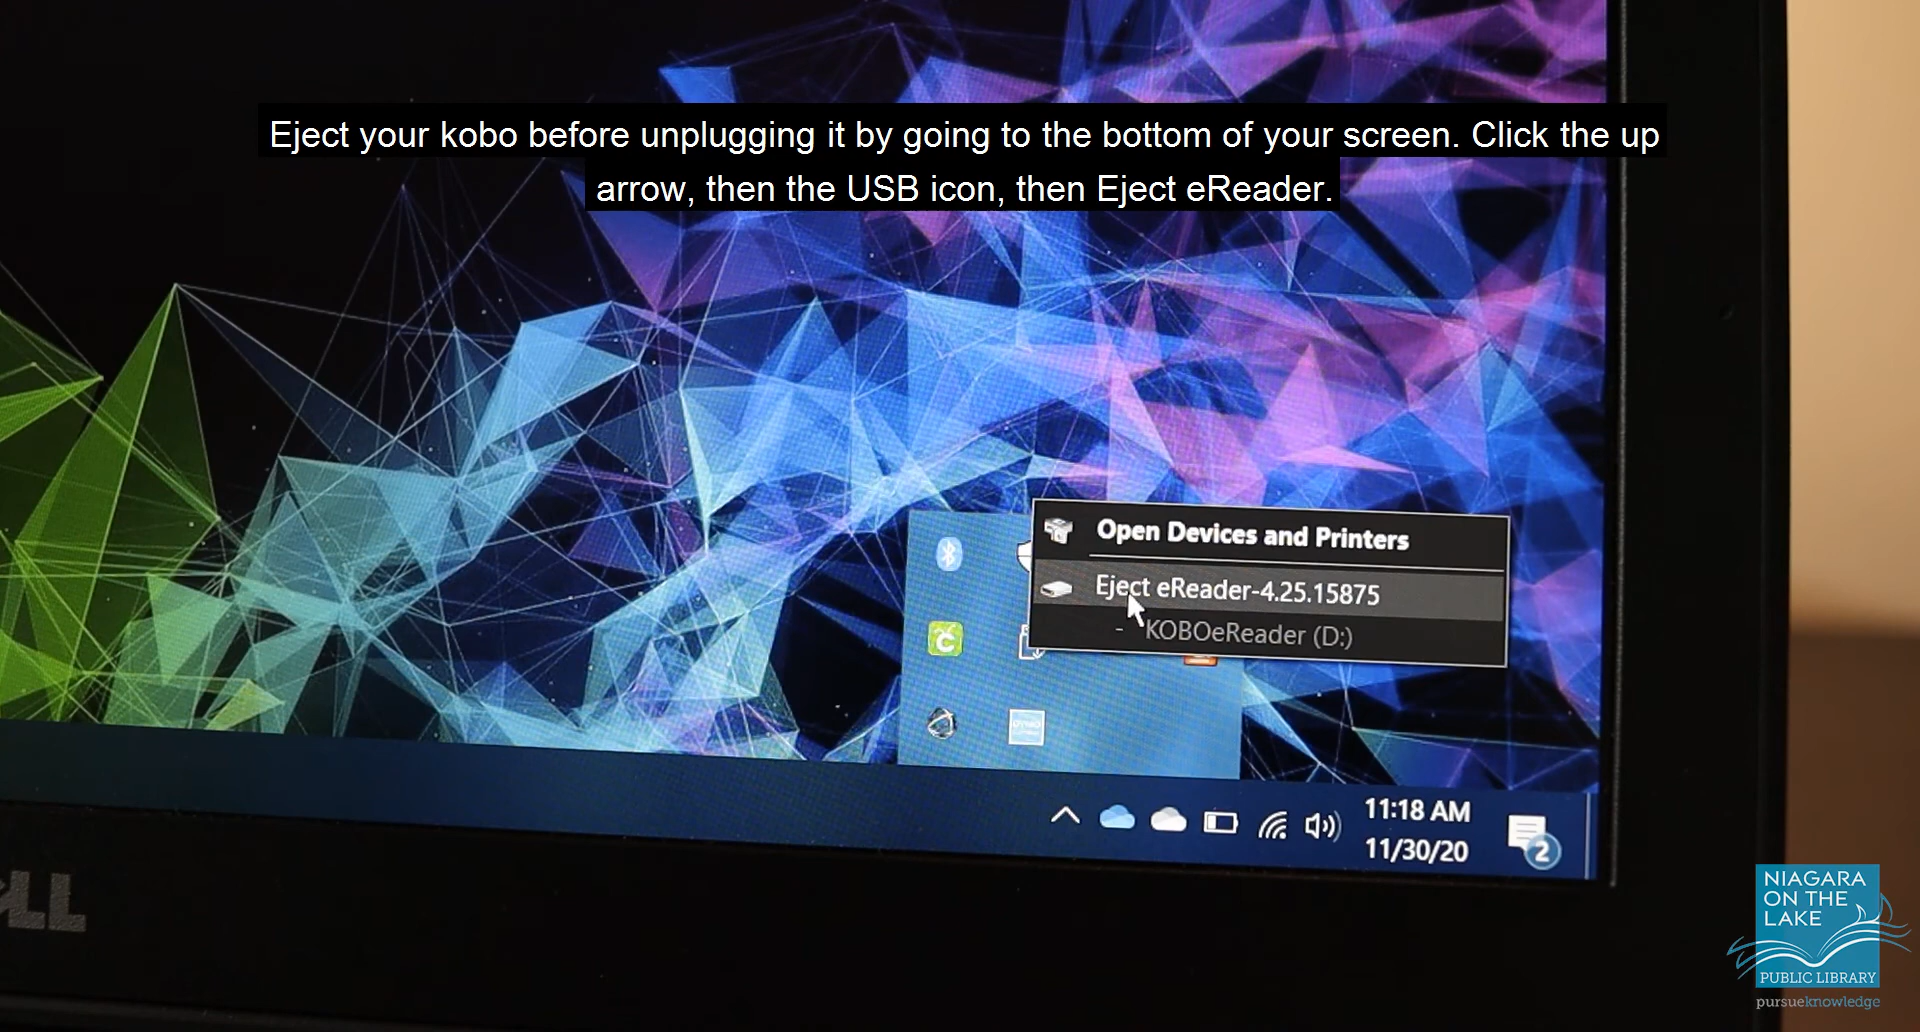 Eject your kobo before unplugging it by going to the bottom of your screen. Click the up
arrow, then the USB icon, then Eject eReader.
Open Devices and Printers
Eject eReader-4.25.15875
- KOBOeReader (D:)
DYMO
11:18 AM
11/30/20
2
NIAGARA
ON THE
LAKE
PUBLIC LIBRARY
pursueknowledge